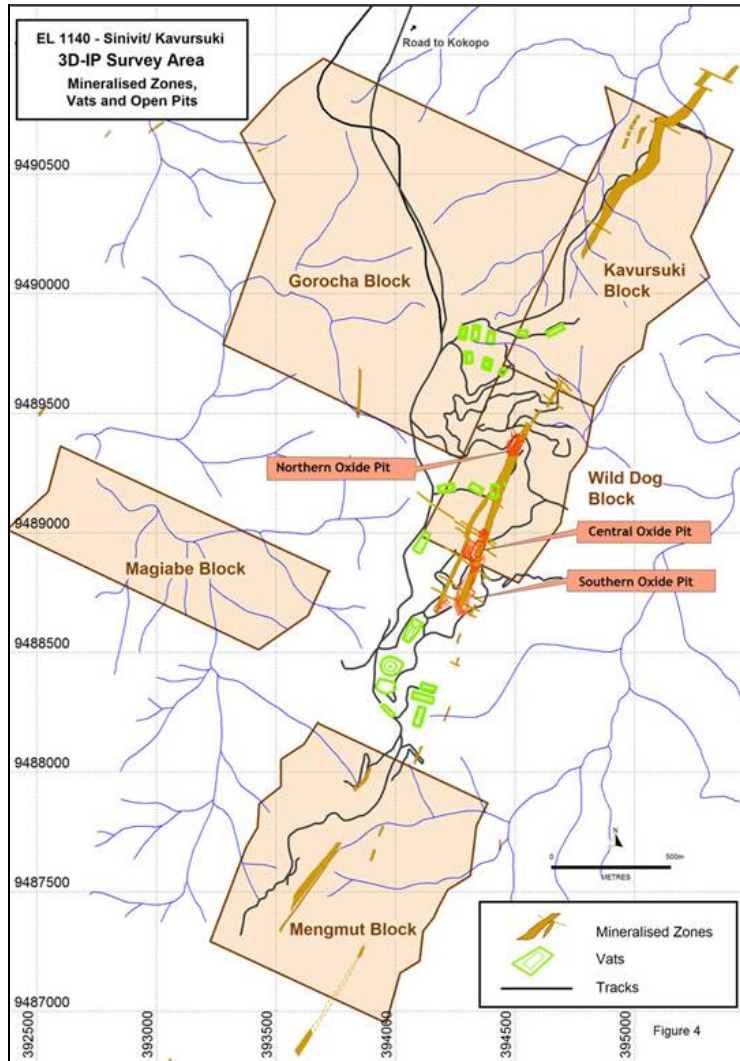 EL 1140 - Sinivit/ Kavursuki
3D-IP Survey Area
Mineralised Zones,
Vats and Open Pits
Road to Kokopo
9490500
Gorocha Block
Kavursuki
Block
9490000
9489500
Northern Oxide Pit
Wild Dog
Block
9489000
Central Oxide Pit
Magiabe Block
Southern Oxide Pit
9488500
9488000
N
0
500m
METRES
9487500
Mengmut Block
Mineralised Zones
Vats
Tracks
9487000
Figure 4
392500
393000
393500
394000
394500
395000